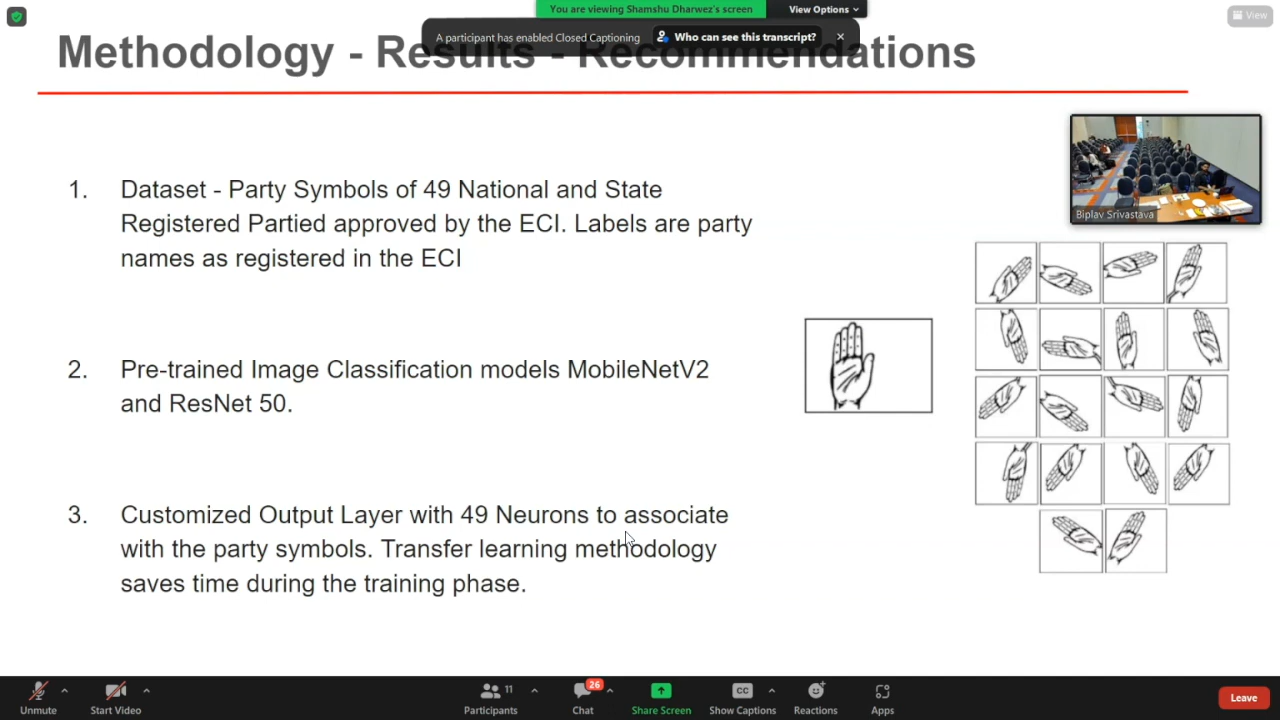 You are viewing Shamshu Dharwez's screen
View Options
View
A participant has enabled Closed Captioning
Who can see this transcript?
Methodology - Results - Recommendations
Biplav Srivastava
1. Dataset - Party Symbols of 49 National and State
Registered Partied approved by the ECI. Labels are party
names as registered in the ECI
2. Pre-trained Image Classification models MobileNetV2
and ResNet 50.
3. Customized Output Layer with 49 Neurons to associate
with the party symbols. Transfer learning methodology
saves time during the training phase.
11
26
CC
Unmute
Start Video
Participants
Chat
Share Screen
Show Captions
Reactions
Apps
Leave